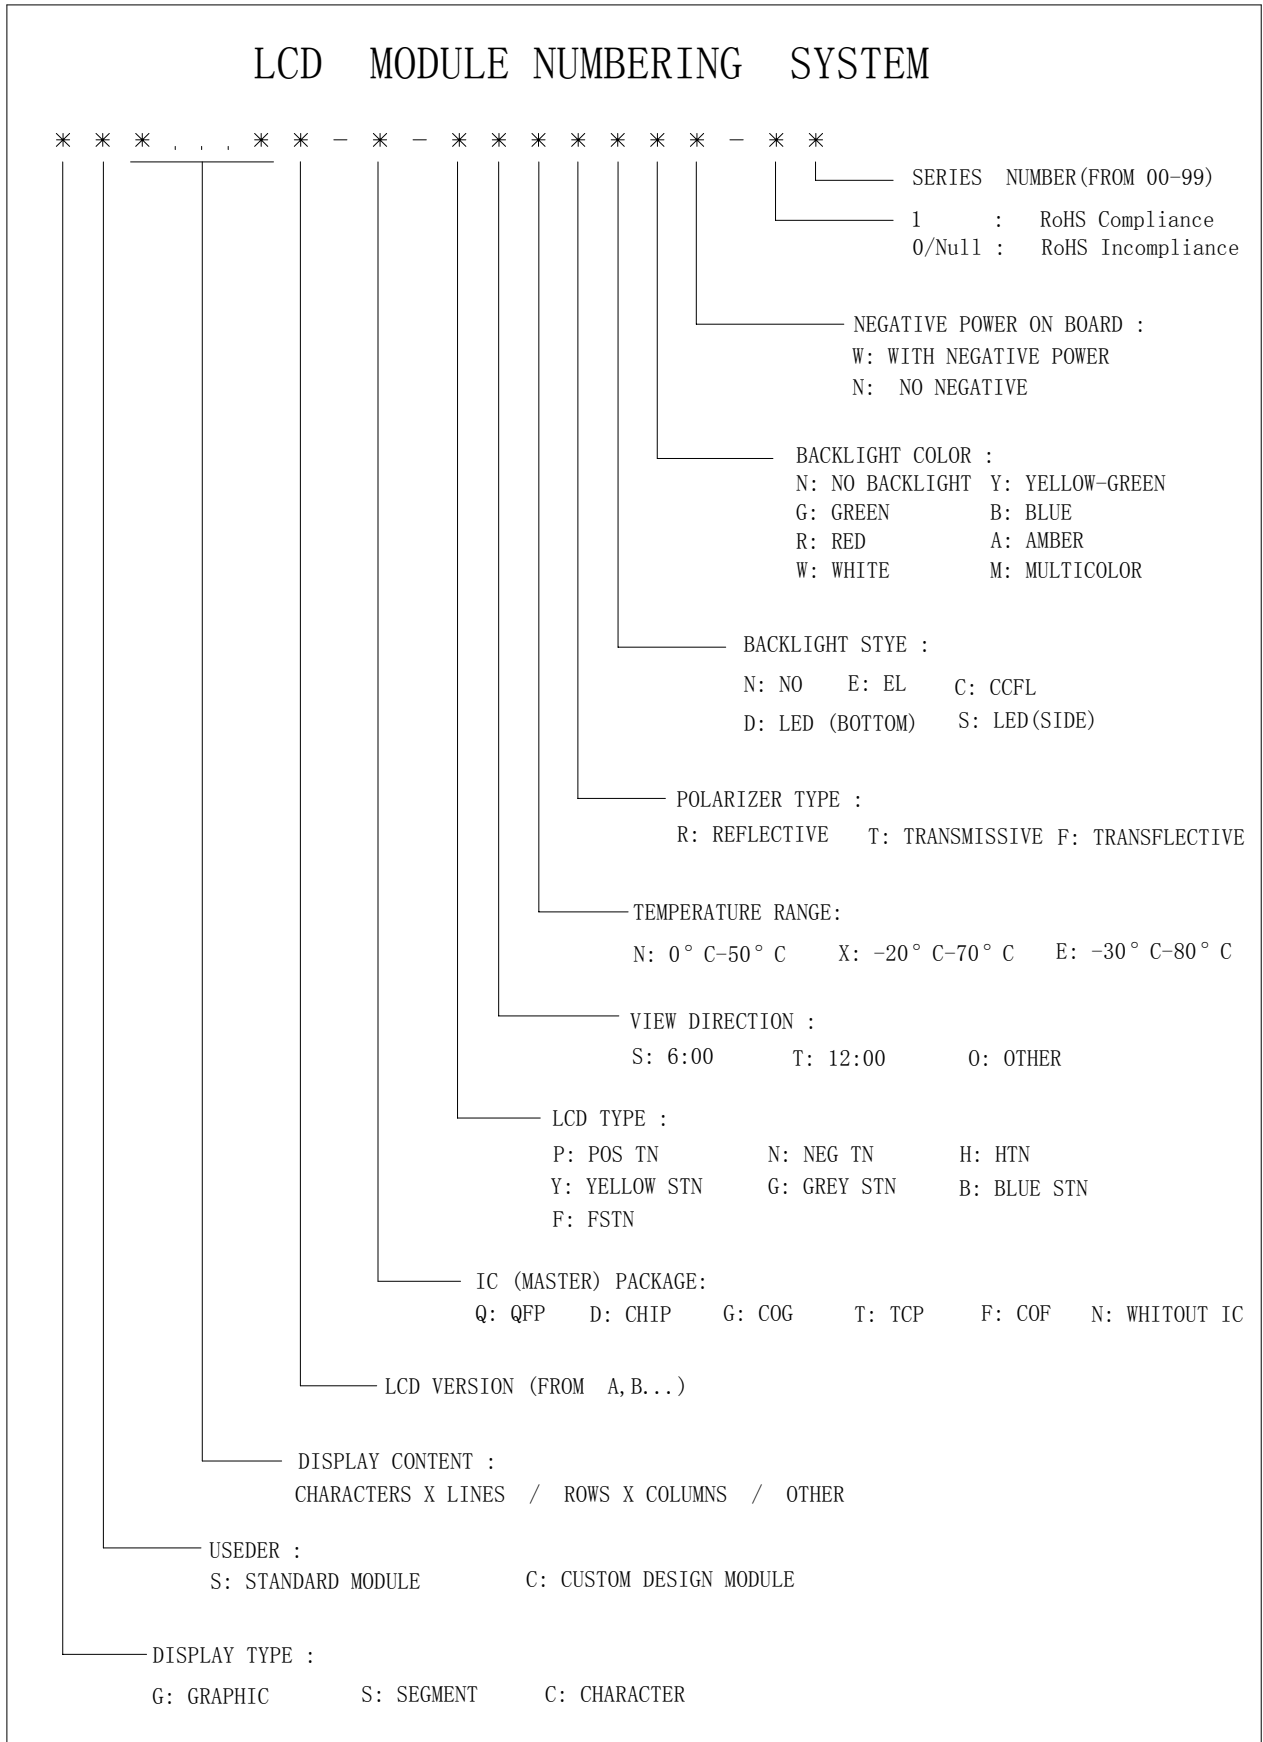 LCD MODULE NUMBERING SYSTEM
* * * . . . * * - * - * * * * * * * - * *
SERIES NUMBER(FROM 00-99)
1 : RoHS Compliance
0/Null : RoHS Incompliance
NEGATIVE POWER ON BOARD :
W: WITH NEGATIVE POWER
N: NO NEGATIVE
BACKLIGHT COLOR :
N: NO BACKLIGHT Y: YELLOW-GREEN
G: GREEN B: BLUE
R: RED A: AMBER
W: WHITE M: MULTICOLOR
BACKLIGHT STYE :
N: NO E: EL C: CCFL
D: LED (BOTTOM) S: LED(SIDE)
POLARIZER TYPE :
R: REFLECTIVE T: TRANSMISSIVE F: TRANSFLECTIVE
TEMPERATURE RANGE:
N: 0° C-50° C X: -20° C-70° C E: -30° C-80° C
VIEW DIRECTION :
S: 6:00 T: 12:00 O: OTHER
LCD TYPE :
P: POS TN N: NEG TN H: HTN
Y: YELLOW STN G: GREY STN B: BLUE STN
F: FSTN
IC (MASTER) PACKAGE:
Q: QFP D: CHIP G: COG T: TCP F: COF N: WHITOUT IC
LCD VERSION (FROM A,B...)
DISPLAY CONTENT :
CHARACTERS X LINES / ROWS X COLUMNS / OTHER
USEDER :
S: STANDARD MODULE C: CUSTOM DESIGN MODULE
DISPLAY TYPE :
G: GRAPHIC S: SEGMENT C: CHARACTER